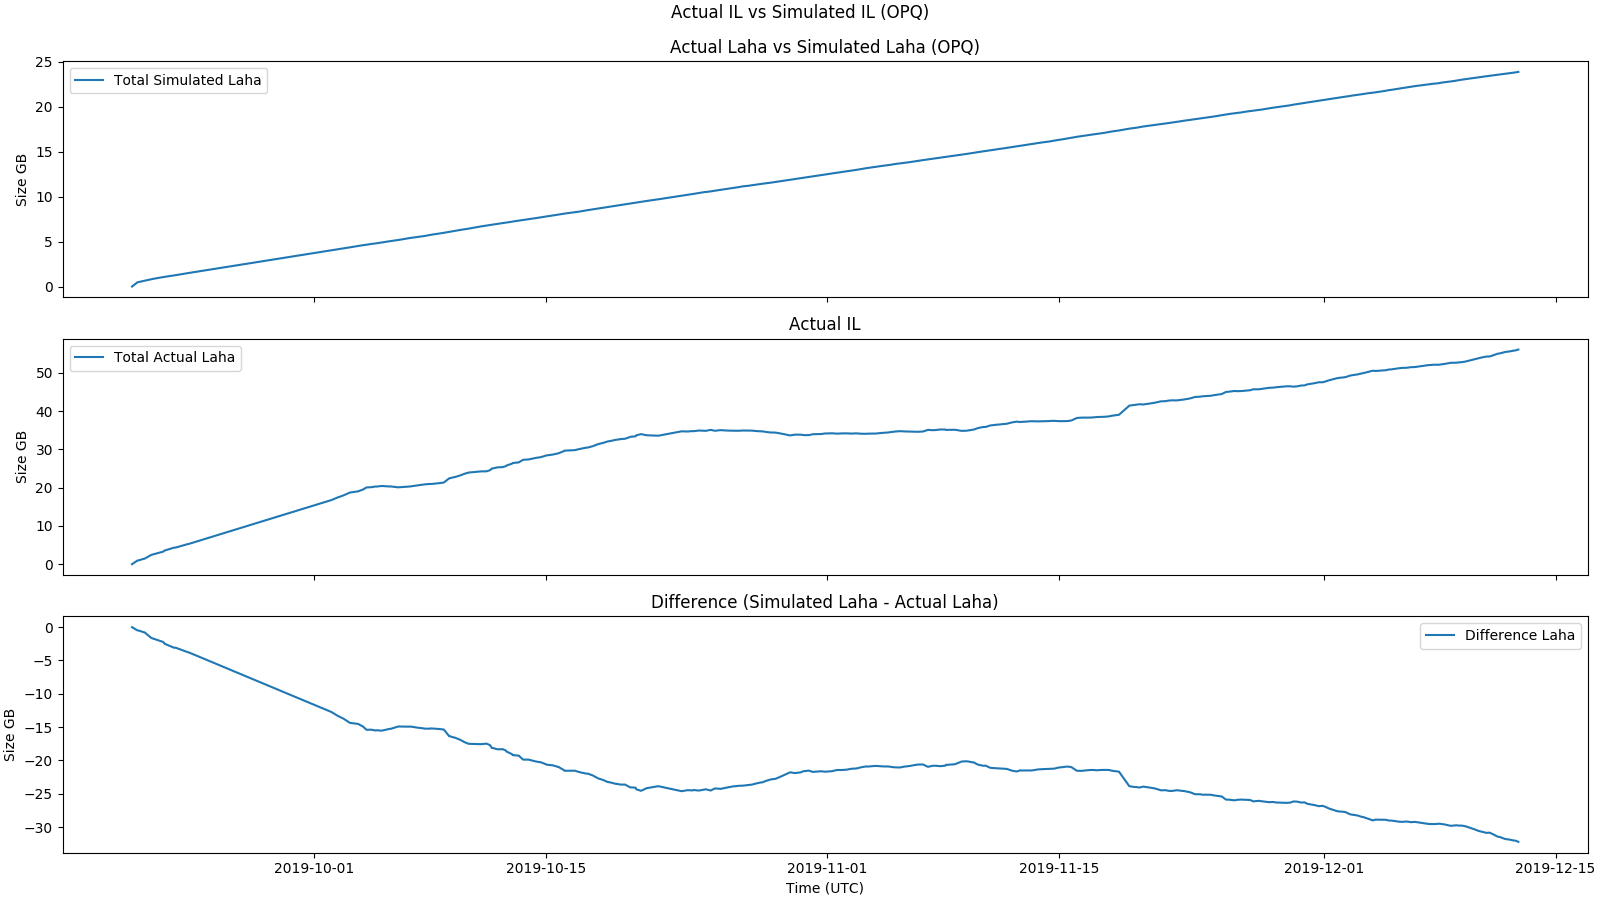 Actual IL vs Simulated IL (OPQ)
Actual Laha vs Simulated Laha (OPQ)
25
20
15
10
5
0
Size GB
Total Simulated Laha
Actual IL
50
40
30
20
10
0
Size GB
Total Actual Laha
Difference (Simulated Laha - Actual Laha)
0
−5
−10
−15
−20
−25
−30
Size GB
Difference Laha
2019-10-01 2019-10-15 2019-11-01 2019-11-15 2019-12-01 2019-12-15
Time (UTC)